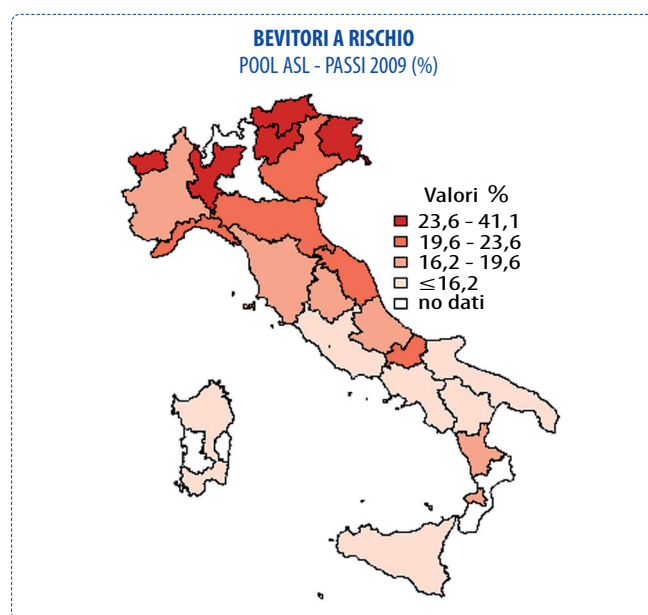 BEVITORI A RISCHIO
POOL ASL - PASSI 2009 (%)
Valori %
23,6 - 41,1
19,6 - 23,6
16,2 - 19,6
≤16,2
no dati